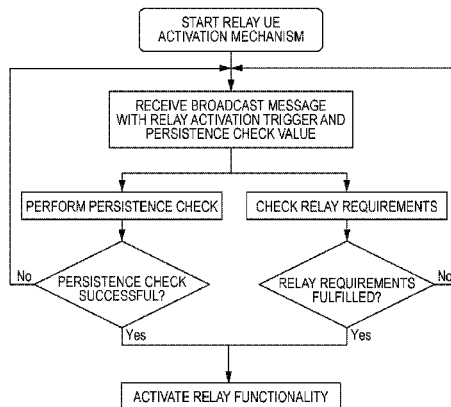 START RELAY UE
ACTIVATION MECHANISM
RECEIVE BROADCAST MESSAGE
WITH RELAY ACTIVATION TRIGGER AND
PERSISTENCE CHECK VALUE
PERFORM PERSISTENCE CHECK
CHECK RELAY REQUIREMENTS
No
PERSISTENCE CHECK
SUCCESSFUL?
RELAY REQUIREMENTS
FULFILLED?
No
Yes
Yes
ACTIVATE RELAY FUNCTIONALITY